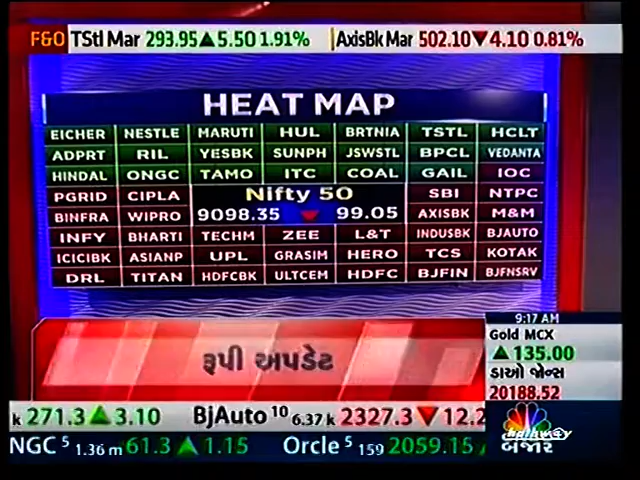 F&O TStl Mar 293.95▲5.50 1.91% AxisBk Mar 502.10▼4.10 0.81%
HEAT MAP
EICHER NESTLE MARUTI HUL BRTNIA TSTL HCLT
ADPRT RIL YESBK SUNPH JSWSTL BPCL VEDANTA
HINDAL ONGC TAMO ITC COAL GAIL IOC
PGRID CIPLA Nifty 50 SBI NTPC
BINFRA WIPRO 9098.35 ▼ 99.05 AXISBK M&M
INFY BHARTI TECHM ZEE L&T INDUSBK BJAUTO
ICICIBK ASIANP UPL GRASIM HERO TCS KOTAK
DRL TITAN HDFCBK ULTCEM HDFC BJFIN BJFNSRV
9:17 AM
Gold MCX
▲ 135.00
ડાઓ જોન્સ
20188.52
રૂપી અપડેટ
k 271.3▲3.10 BjAuto 10 6.37k 2327.3▼12.2
NGC 5 1.36m 61.3▲1.15 Orcle 5 159 2059.15
hathway
બજાર